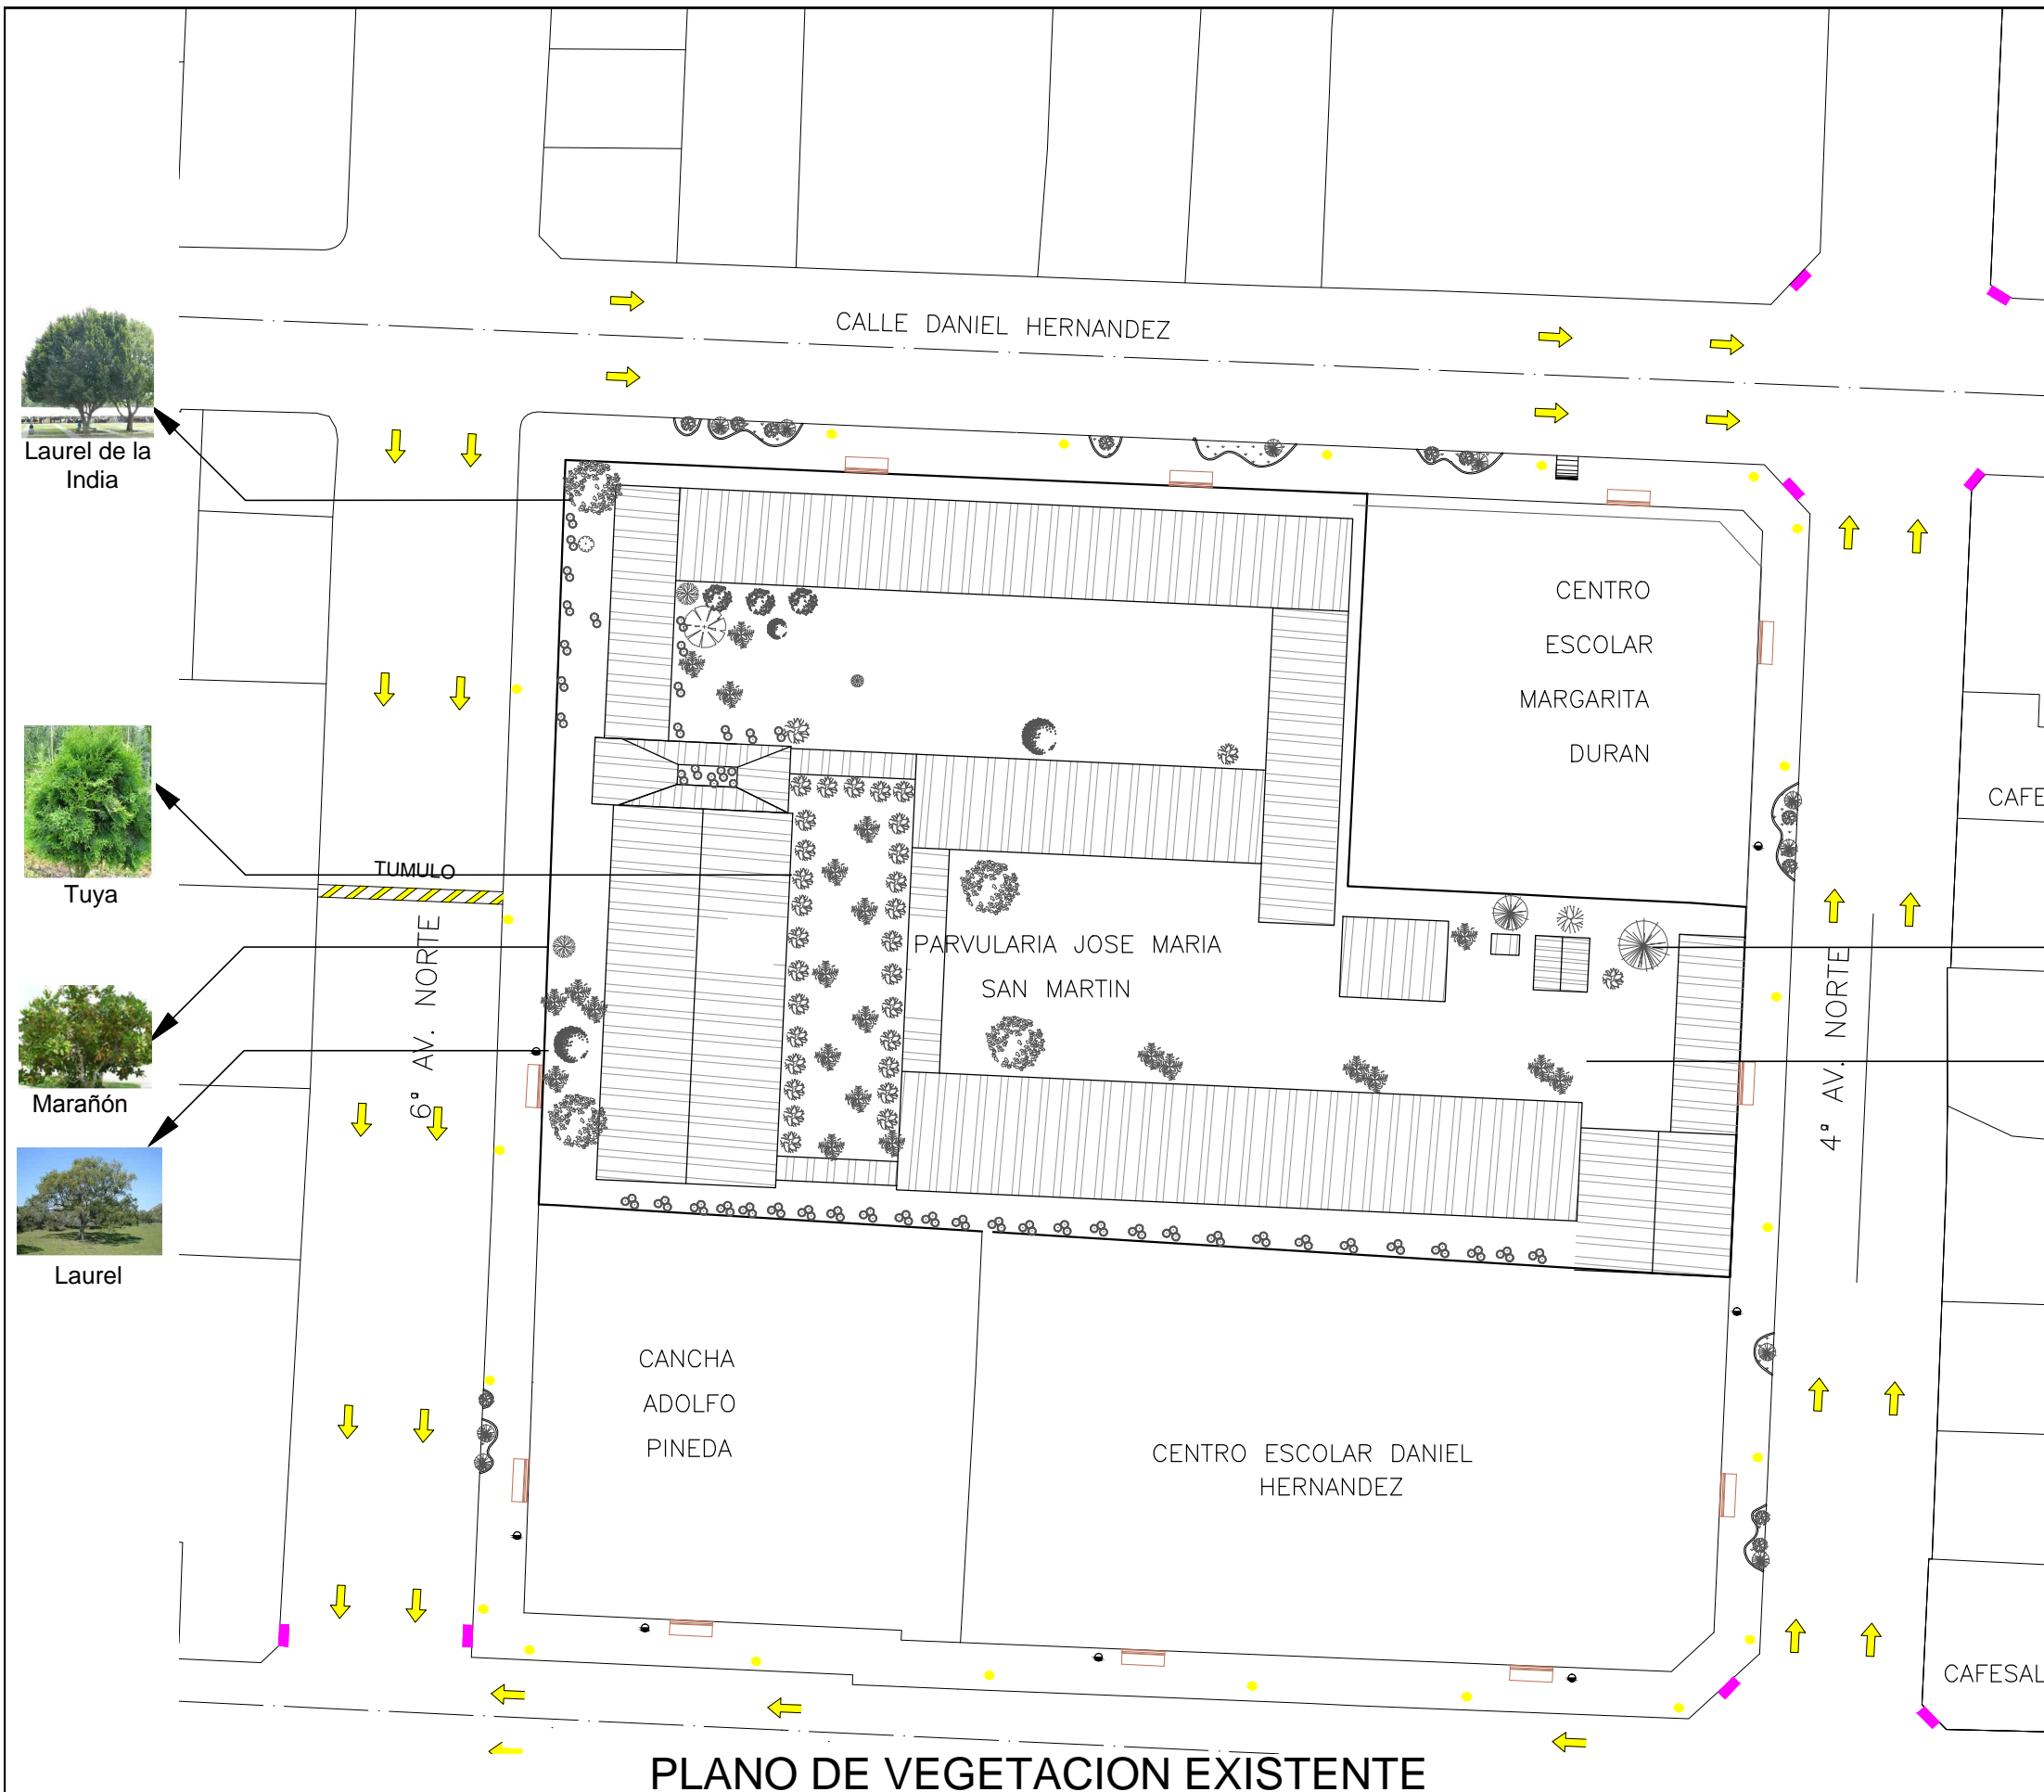 CALLE DANIEL HERNANDEZ
Laurel de la
India
CENTRO
ESCOLAR
MARGARITA
DURAN
CAFE
TUMULO
Tuya
6ª AV. NORTE
PARVULARIA JOSE MARIA
SAN MARTIN
4ª AV. NORTE
Marañón
Laurel
CANCHA
ADOLFO
PINEDA
CENTRO ESCOLAR DANIEL
HERNANDEZ
CAFESAL
PLANO DE VEGETACION EXISTENTE